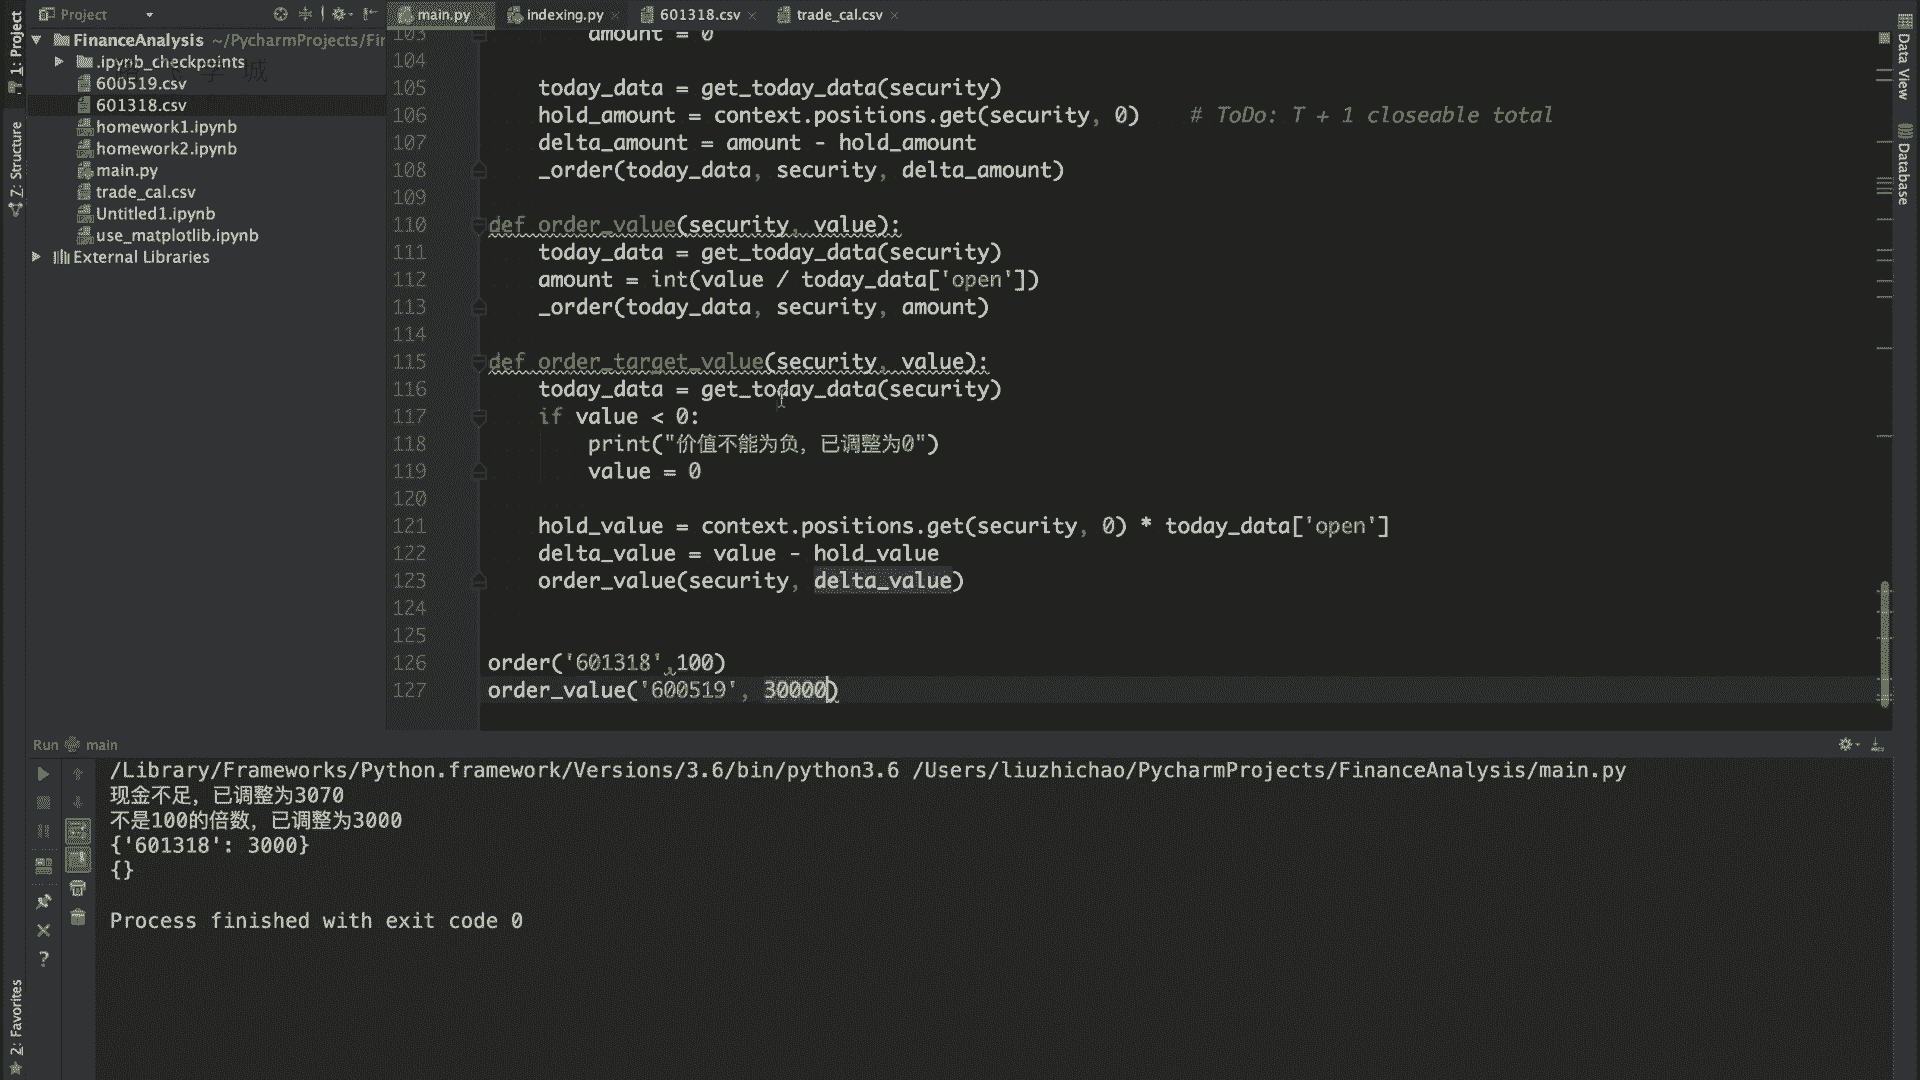 Project
main.py
indexing.py
601318.csv
trade_cal.csv
1: Project
Z: Structure
2: Favorites
Data View
Database
FinanceAnalysis ~/PycharmProjects/Fir
.ipynb_checkpoints
600519.csv
601318.csv
homework1.ipynb
homework2.ipynb
main.py
trade_cal.csv
Untitled1.ipynb
use_matplotlib.ipynb
External Libraries
103 amount = 0
104
105 today_data = get_today_data(security)
106 hold_amount = context.positions.get(security, 0) # ToDo: T + 1 closeable total
107 delta_amount = amount - hold_amount
108 _order(today_data, security, delta_amount)
109
110 def order_value(security, value):
111 today_data = get_today_data(security)
112 amount = int(value / today_data['open'])
113 _order(today_data, security, amount)
114
115 def order_target_value(security, value):
116 today_data = get_today_data(security)
117 if value < 0:
118 print("价值不能为负，已调整为0")
119 value = 0
120
121 hold_value = context.positions.get(security, 0) * today_data['open']
122 delta_value = value - hold_value
123 order_value(security, delta_value)
124
125
126 order('601318',100)
127 order_value('600519', 30000)
Run main
/Library/Frameworks/Python.framework/Versions/3.6/bin/python3.6 /Users/liuzhichao/PycharmProjects/FinanceAnalysis/main.py
现金不足，已调整为3070
不是100的倍数，已调整为3000
{'601318': 3000}
{}
Process finished with exit code 0